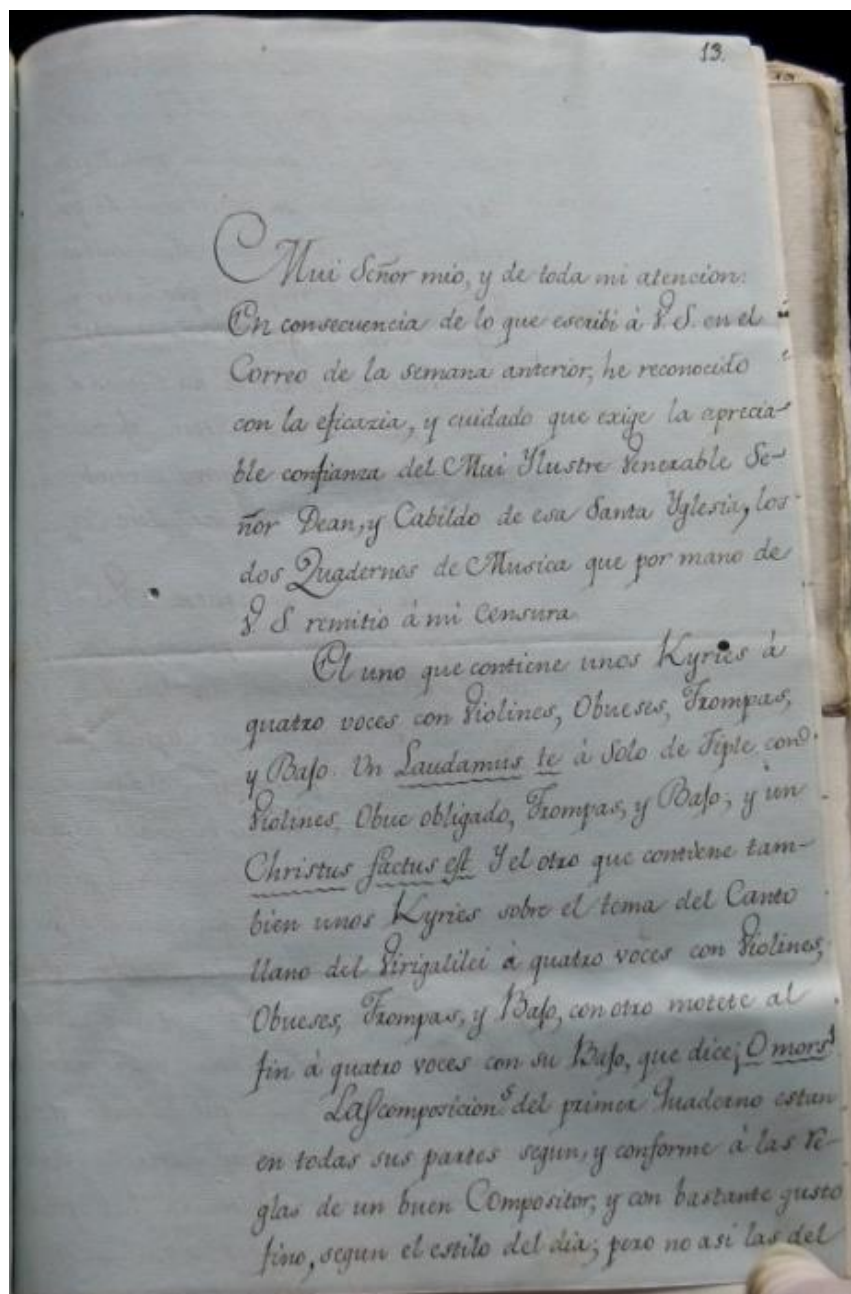 13.
Mui Señor mio, y de toda mi atencion:
En consecuencia de lo que escribi á V. S. en el
Correo de la semana anterior, he reconocido
con la eficazia, y cuidado que exige la aprecia-
ble confianza del Mui Ylustre Venerable Se-
ñor Dean, y Cabildo de esa Santa Yglesia, los
dos Quadernos de Musica que por mano de
V. S. remitio á mi Censura.
El uno que contiene unos Kyries á
quatro voces con Violines, Obueses, Trompas,
y Bajo. Un Laudamus te á Solo de Tiple con
Violines, Obue obligado, Trompas, y Bajo; y un
Christus factus est. Y el otro que contiene tam-
bien unos Kyries sobre el tema del Canto
llano del Virigalilei á quatro voces con Violines,
Obueses, Trompas, y Bajo, con otro motete al
fin á quatro voces con su Bajo, que dice; O mors!
Las composicion.s del primer Quaderno estan
en todas sus partes segun, y conforme á las re-
glas de un buen Compositor, y con bastante gusto
fino, segun el estilo del dia; pero no asi las del